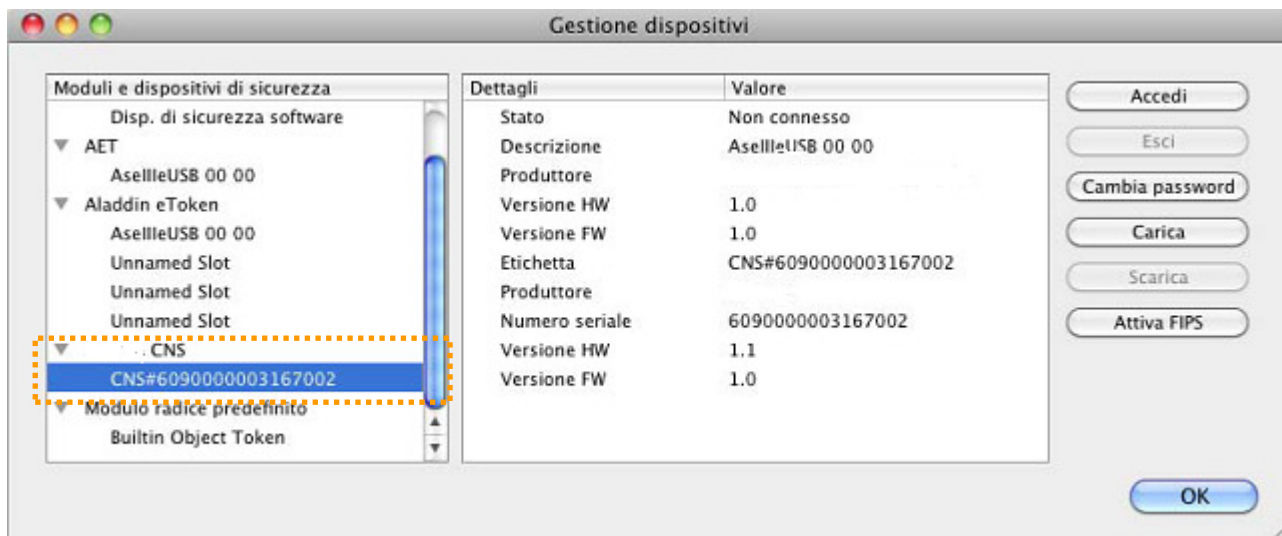 Gestione dispositivi
Moduli e dispositivi di sicurezza
Disp. di sicurezza software
AET
AseIIIeUSB 00 00
Aladdin eToken
AseIIIeUSB 00 00
Unnamed Slot
Unnamed Slot
Unnamed Slot
CNS
CNS#6090000003167002
Modulo radice predefinito
Builtin Object Token
Dettagli Valore
Stato Non connesso
Descrizione AseIIIeUSB 00 00
Produttore
Versione HW 1.0
Versione FW 1.0
Etichetta CNS#6090000003167002
Produttore
Numero seriale 6090000003167002
Versione HW 1.1
Versione FW 1.0
Accedi
Esci
Cambia password
Carica
Scarica
Attiva FIPS
OK